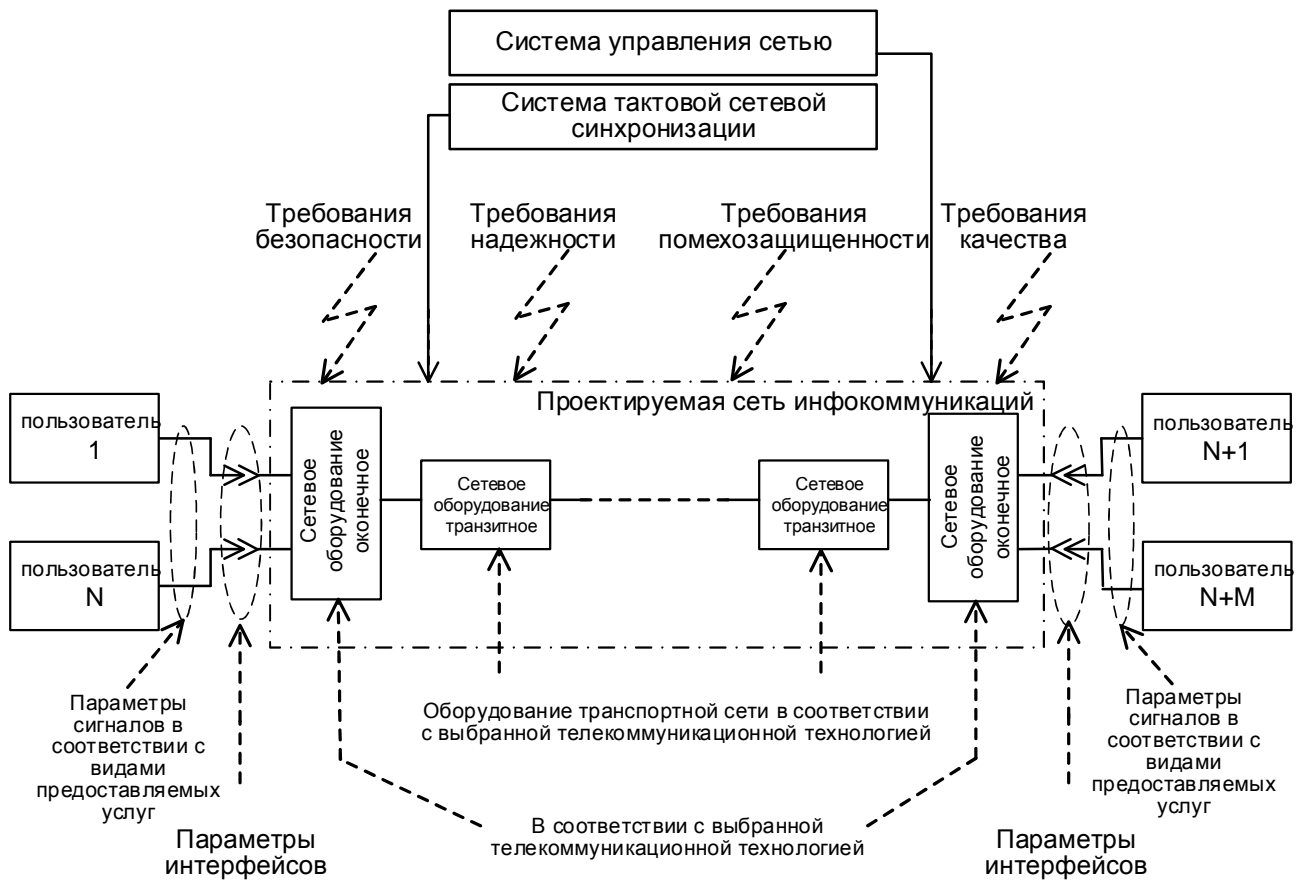 Система управления сетью
Система тактовой сетевой
синхронизации
Требования
безопасности
Требования
надежности
Требования
помехозащищенности
Требования
качества
Проектируемая сеть инфокоммуникаций
пользователь
1
пользователь
N
Сетевое
оборудование
оконечное
Сетевое
оборудование
транзитное
Сетевое
оборудование
транзитное
Сетевое
оборудование
оконечное
пользователь
N+1
пользователь
N+M
Параметры
сигналов в
соответствии с
видами
предоставляемых
услуг
Параметры
интерфейсов
Оборудование транспортной сети в соответствии
с выбранной телекоммуникационной технологией
В соответствии с выбранной
телекоммуникационной технологией
Параметры
сигналов в
соответствии с
видами
предоставляемых
услуг
Параметры
интерфейсов